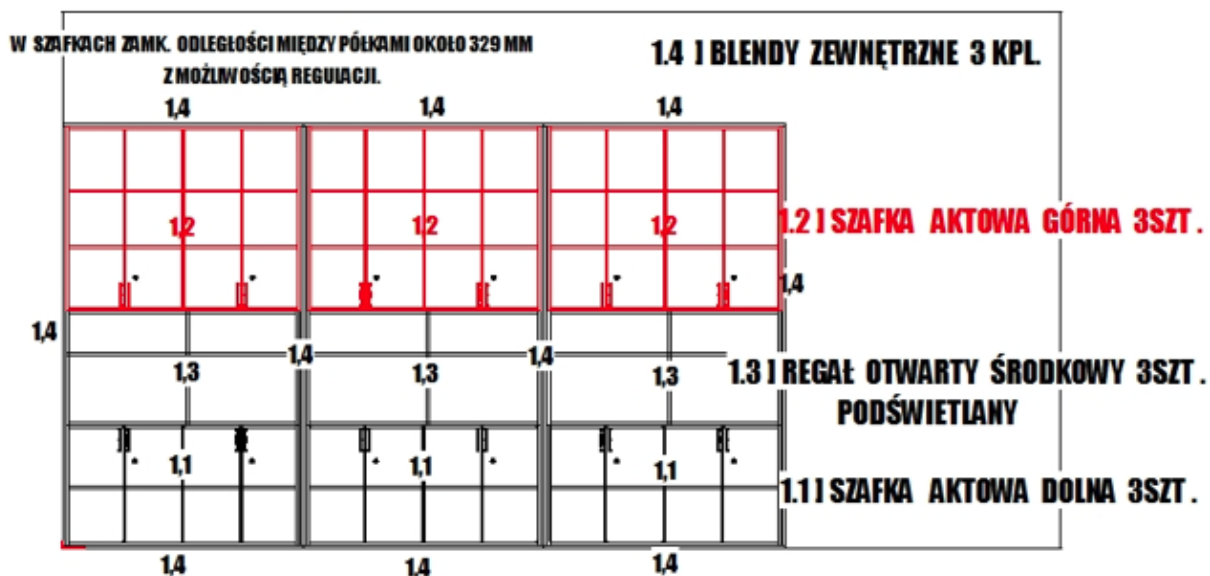 W SZAFKACH ZAMK. ODLEGŁOŚCI MIĘDZY PÓŁKAMI OKOŁO 329 MM
Z MOŻLIWOŚCIĄ REGULACJI.
1.4 ] BLENDY ZEWNĘTRZNE 3 KPL.
1,4 1,4 1,4
1,2 1,2 1,2
1.2 ] SZAFKA AKTOWA GÓRNA 3SZT.
1,4
1,4 1,4 1,4
1,3 1,3 1,3
1.3 ] REGAŁ OTWARTY ŚRODKOWY 3SZT.
PODŚWIETLANY
1,1 1,1 1,1
1.1 ] SZAFKA AKTOWA DOLNA 3SZT.
1,4 1,4 1,4